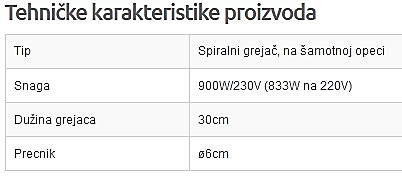 Tehničke karakteristike proizvoda
Tip Spiralni grejač, na šamotnoj opeci
Snaga 900W/230V (833W na 220V)
Dužina grejaca 30cm
Precnik ø6cm